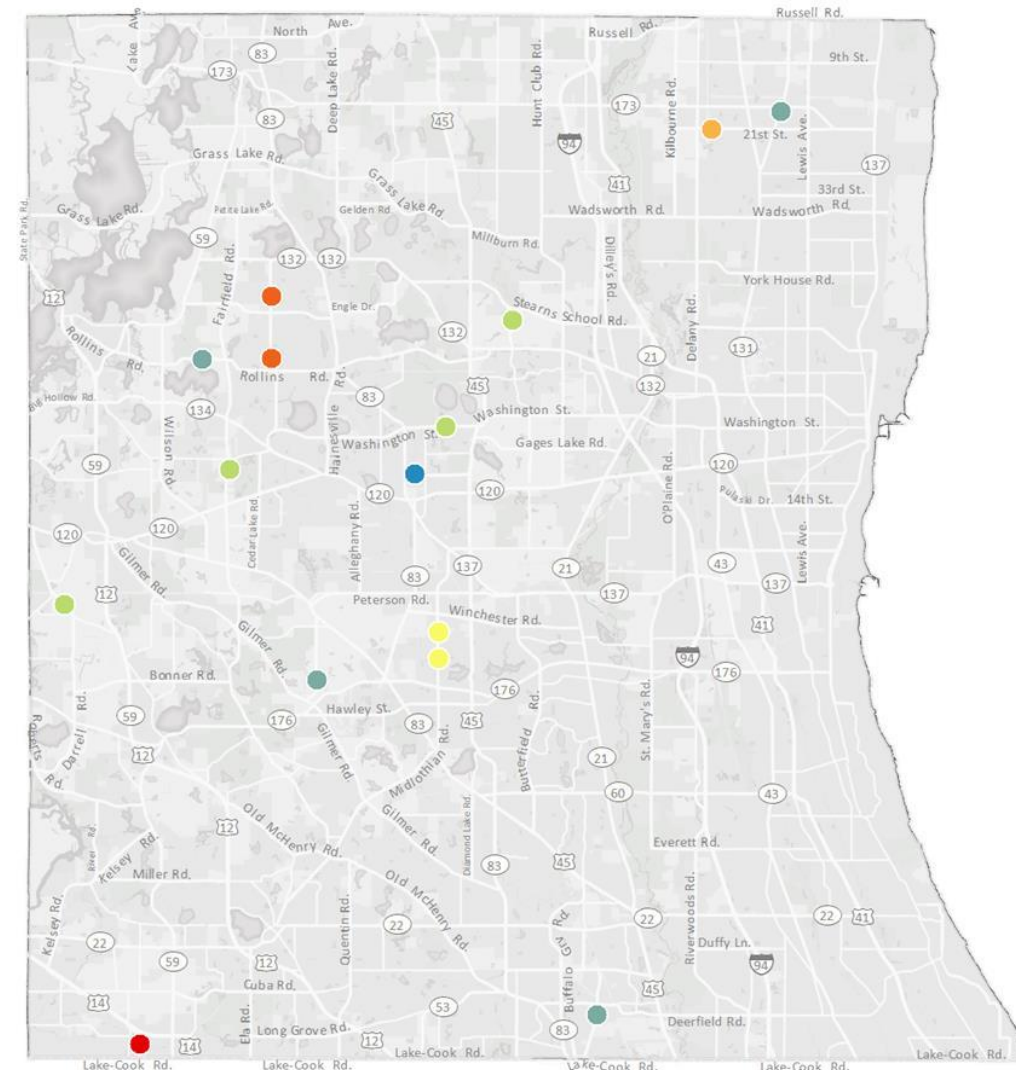 Russell Rd.
Lake Ave.
North Ave.
Russell Rd.
83
9th St.
173
Deep Lake Rd.
Hunt Club Rd.
Kilbourne Rd.
173
83
45
94
21st St.
Lewis Ave.
Grass Lake Rd.
137
41
33rd St.
Grass Lake Rd.
State Park Rd.
Grass Lake Rd.
Petite Lake Rd.
Gelden Rd.
Wadsworth Rd.
Wadsworth Rd.
59
Millburn Rd.
Fairfield Rd.
132
132
Dilley's Rd.
York House Rd.
12
Engle Dr.
Stearns School Rd.
Delany Rd.
Rollins Rd.
132
131
21
Rollins Rd.
45
132
Big Hollow Rd.
83
134
Washington St.
Washington St.
Wilson Rd.
Hainesville Rd.
Washington St.
Gages Lake Rd.
59
120
O'Plaine Rd.
120
120
Pulaski Dr.
14th St.
Cedar Lake Rd.
Alleghany Rd.
120
120
Lewis Ave.
Gilmer Rd.
83
137
21
43
137
12
137
Peterson Rd.
Winchester Rd.
41
Gilmer Rd.
94
176
Bonner Rd.
176
Darrell Rd.
59
176
Hawley St.
83
45
St. Mary's Rd.
Roberts Rd.
Butterfield Rd.
12
Gilmer Rd.
Midlothian Rd.
21
60
43
Old McHenry Rd.
Gilmer Rd.
Diamond Lake Rd.
12
River Rd.
Kelsey Rd.
Everett Rd.
83
45
Miller Rd.
Old McHenry Rd.
Riverwoods Rd.
Kelsey Rd.
Quentin Rd.
22
22
22
41
22
Buffalo Grv Rd.
Duffy Ln.
59
12
94
Cuba Rd.
45
14
53
Ela Rd.
Long Grove Rd.
83
Deerfield Rd.
14
12
Lake-Cook Rd.
Lake-Cook Rd.
Lake-Cook Rd.
Lake-Cook Rd.
Lake-Cook Rd.
Lake-Cook Rd.